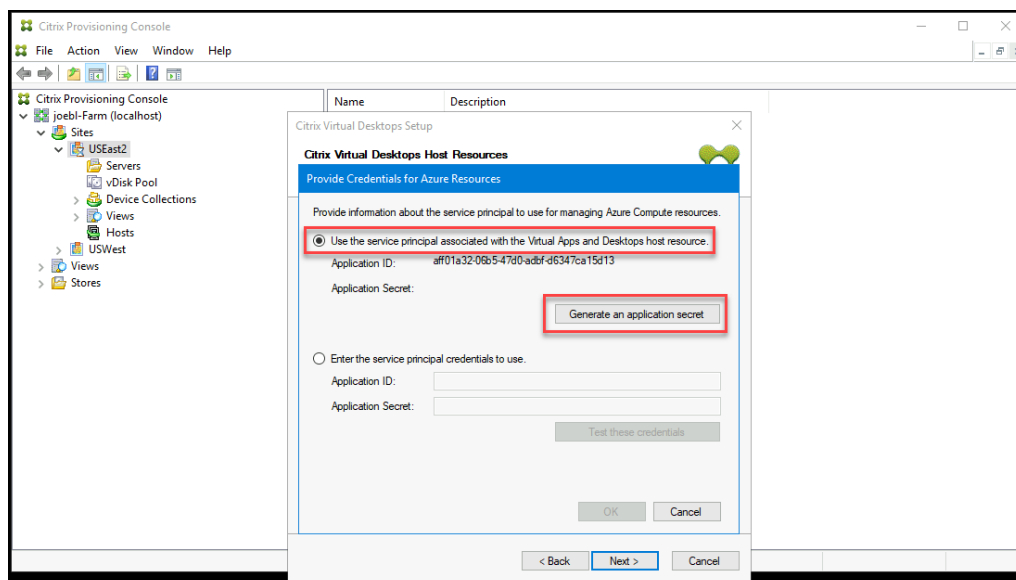 Citrix Provisioning Console
File Action View Window Help
Citrix Provisioning Console
joebl-Farm (localhost)
Sites
USEast2
Servers
vDisk Pool
Device Collections
Views
Hosts
USWest
Views
Stores
Name Description
Citrix Virtual Desktops Setup
Citrix Virtual Desktops Host Resources
Provide Credentials for Azure Resources
Provide information about the service principal to use for managing Azure Compute resources.
Use the service principal associated with the Virtual Apps and Desktops host resource.
Application ID: aff01a32-06b5-47d0-adbf-d6347ca15d13
Application Secret:
Generate an application secret
Enter the service principal credentials to use.
Application ID:
Application Secret:
Test these credentials
OK Cancel
< Back Next > Cancel